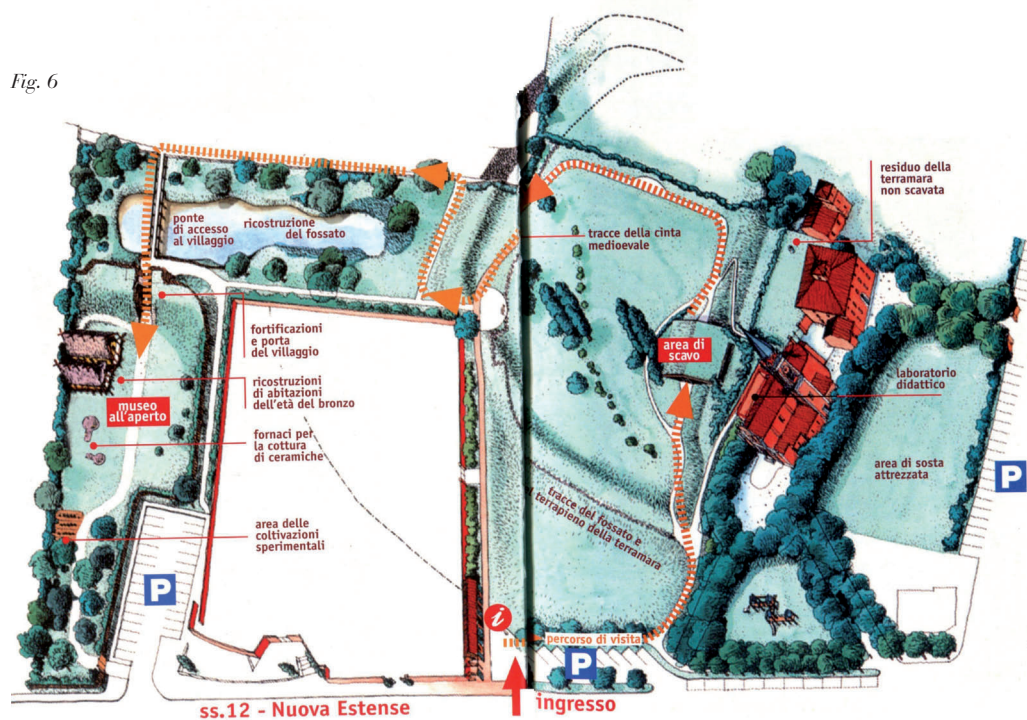 Fig. 6
residuo della
terramara
non scavata
ponte
di accesso
al villaggio
ricostruzione
del fossato
tracce della cinta
medioevale
fortificazioni
e porta
del villaggio
area di
scavo
laboratorio
didattico
ricostruzioni
di abitazioni
dell'età del bronzo
museo
all'aperto
fornaci per
la cottura
di ceramiche
area di sosta
attrezzata
P
tracce del fossato e
terrapieno della terramara
area delle
coltivazioni
sperimentali
P
i
percorso di visita
P
ss.12 - Nuova Estense
ingresso